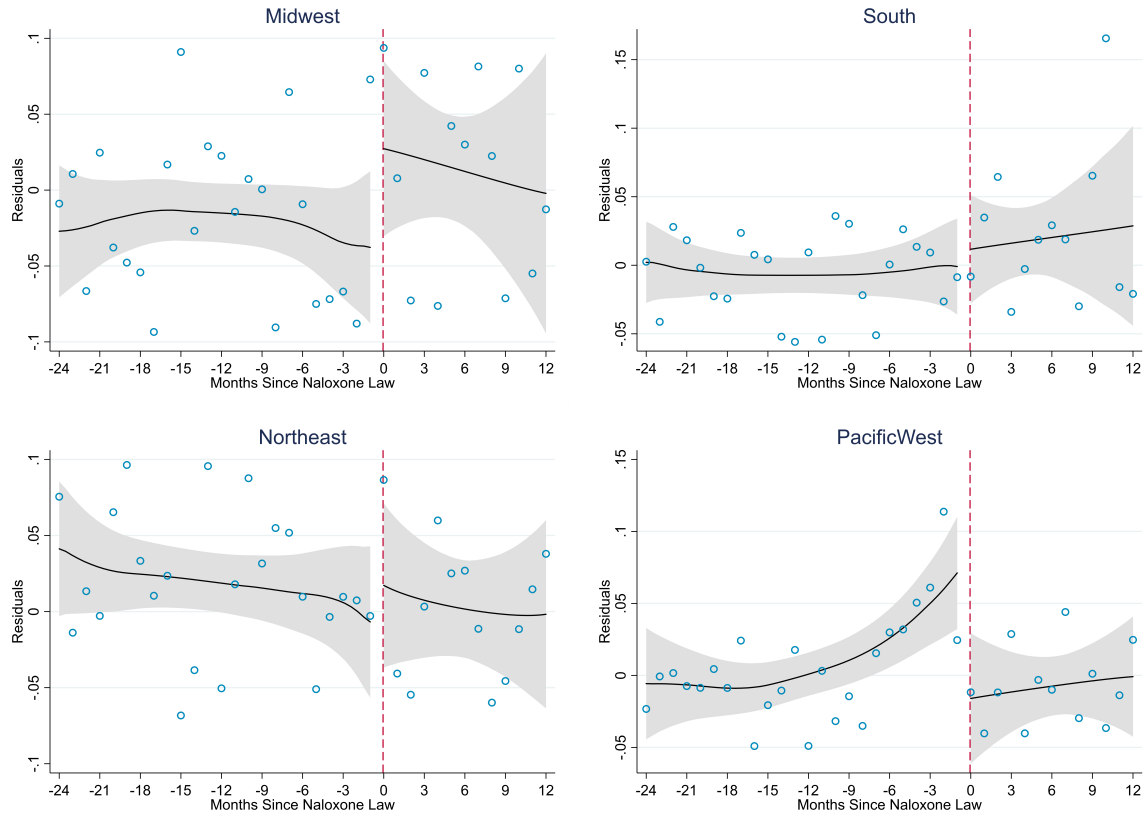 Midwest
Residuals
.1
.05
0
-.05
-.1
-24 -21 -18 -15 -12 -9 -6 -3 0 3 6 9 12
Months Since Naloxone Law
South
Residuals
.15
.1
.05
0
-.05
-24 -21 -18 -15 -12 -9 -6 -3 0 3 6 9 12
Months Since Naloxone Law
Northeast
Residuals
.1
.05
0
-.05
-.1
-24 -21 -18 -15 -12 -9 -6 -3 0 3 6 9 12
Months Since Naloxone Law
PacificWest
Residuals
.15
.1
.05
0
-.05
-24 -21 -18 -15 -12 -9 -6 -3 0 3 6 9 12
Months Since Naloxone Law